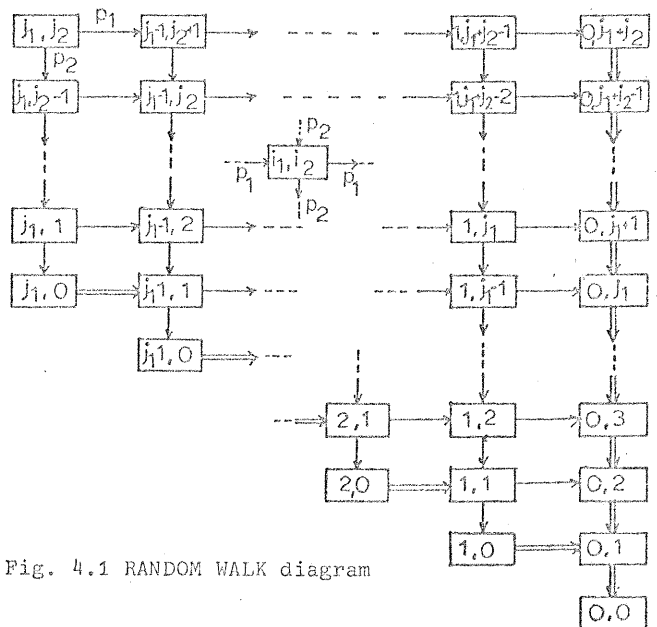 p₁
j₁, j₂ j₁-1, j₂+1 1, j₁+j₂-1 0, j₁+j₂
p₂
j₁, j₂-1 j₁-1, j₂ 1, j₁+j₂-2 0, j₁+j₂-1
p₂
i₁, i₂
p₁ p₁
p₂
j₁, 1 j₁-1, 2 1, j₁ 0, j₁+1
j₁, 0 j₁-1, 1 1, j₁-1 0, j₁
j₁-1, 0
2,1 1,2 0,3
2,0 1,1 0,2
1,0 0,1
Fig. 4.1 RANDOM WALK diagram
0,0